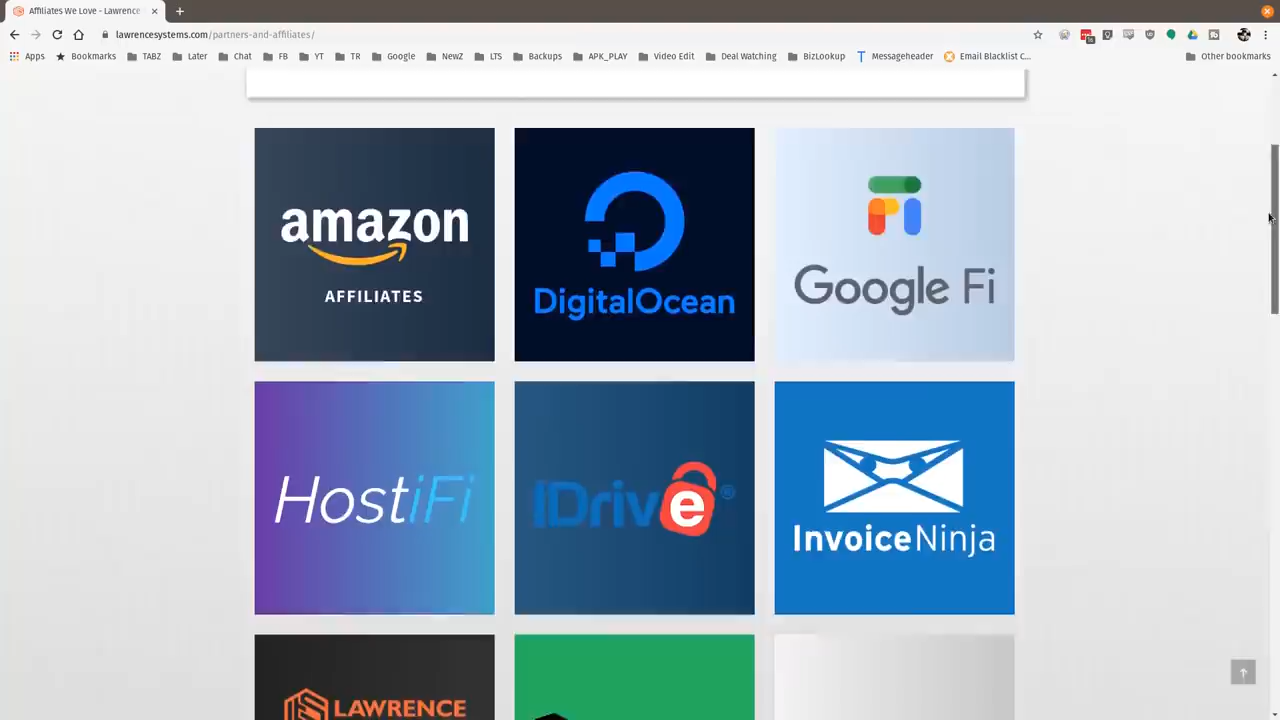 Affiliates We Love - Lawrence
lawrencesystems.com/partners-and-affiliates/
Apps Bookmarks TABZ Later Chat FB YT TR Google NewZ LTS Backups APK_PLAY Video Edit Deal Watching BizLookup Messageheader Email Blacklist C... Other bookmarks
amazon
AFFILIATES
DigitalOcean
Google Fi
HostiFi
IDrive®
InvoiceNinja
LAWRENCE